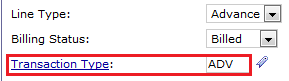 Line Type: Advance
Billing Status: Billed
Transaction Type: ADV